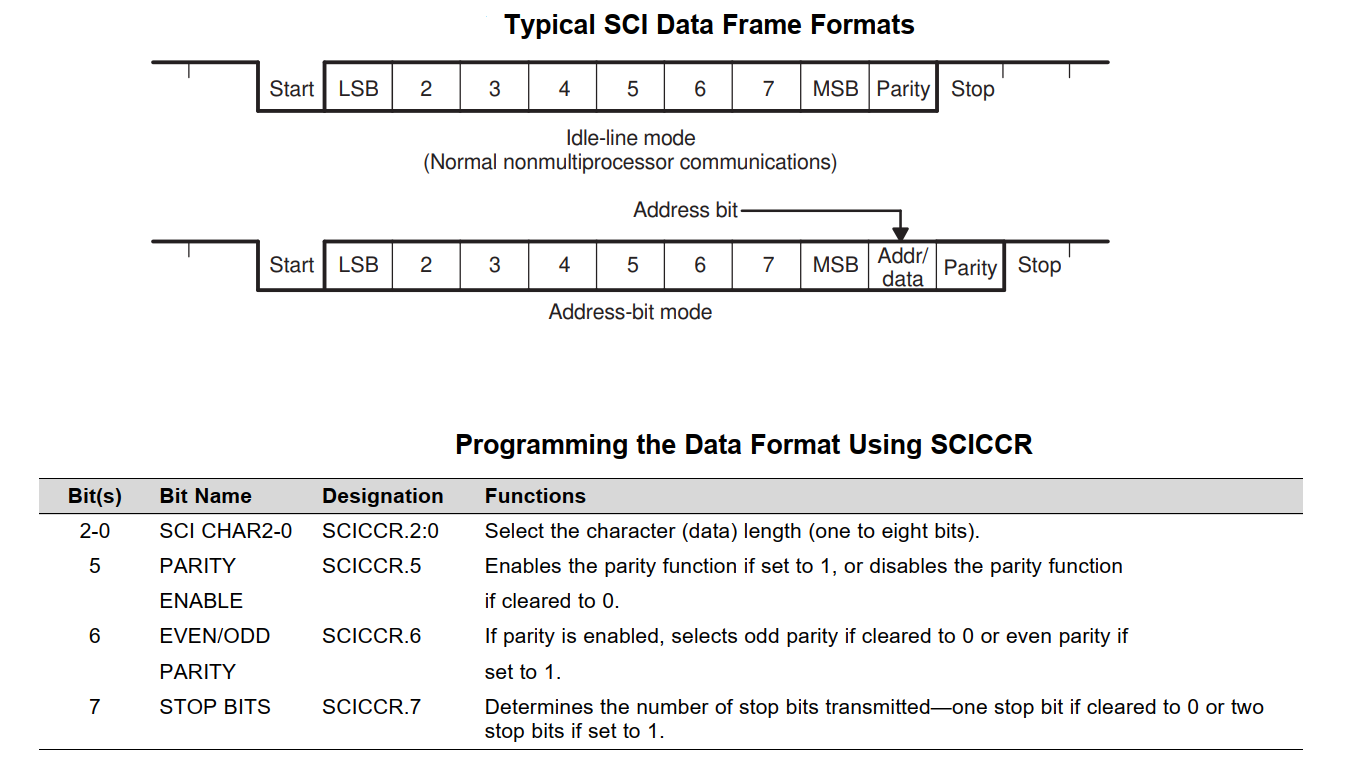 Typical SCI Data Frame Formats
Start LSB 2 3 4 5 6 7 MSB Parity Stop
Idle-line mode
(Normal nonmultiprocessor communications)
Address bit
Start LSB 2 3 4 5 6 7 MSB Addr/ data Parity Stop
Address-bit mode
Programming the Data Format Using SCICCR
Bit(s) Bit Name Designation Functions
2-0 SCI CHAR2-0 SCICCR.2:0 Select the character (data) length (one to eight bits).
5 PARITY SCICCR.5 Enables the parity function if set to 1, or disables the parity function
ENABLE if cleared to 0.
6 EVEN/ODD SCICCR.6 If parity is enabled, selects odd parity if cleared to 0 or even parity if
PARITY set to 1.
7 STOP BITS SCICCR.7 Determines the number of stop bits transmitted—one stop bit if cleared to 0 or two
stop bits if set to 1.